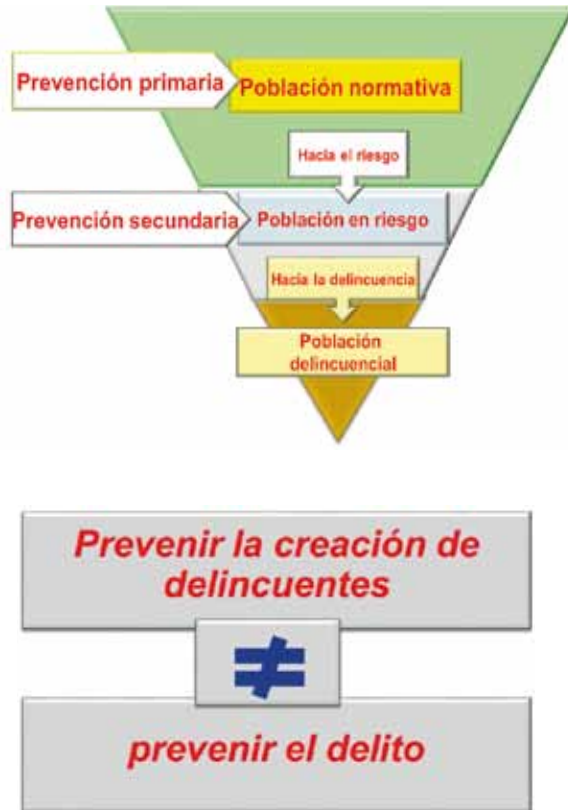 Prevención primaria
Población normativa
Hacia el riesgo
Prevención secundaria
Población en riesgo
Hacia la delincuencia
Población
delincuencial
Prevenir la creación de
delincuentes
≠
prevenir el delito